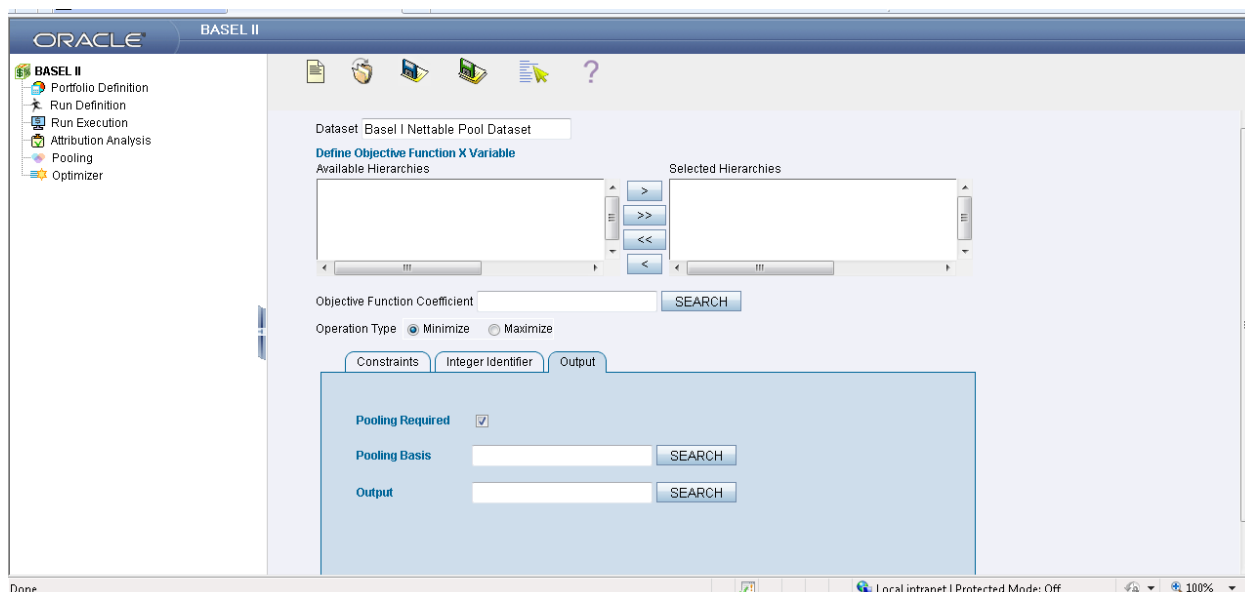 ORACLE
BASEL II
BASEL II
Portfolio Definition
Run Definition
Run Execution
Attribution Analysis
Pooling
Optimizer
?
Dataset Basel I Nettable Pool Dataset
Define Objective Function X Variable
Available Hierarchies
Selected Hierarchies
>
>>
<<
<
Objective Function Coefficient
SEARCH
Operation Type Minimize Maximize
Constraints Integer Identifier Output
Pooling Required
Pooling Basis SEARCH
Output SEARCH
Done
Local intranet | Protected Mode: Off
100%